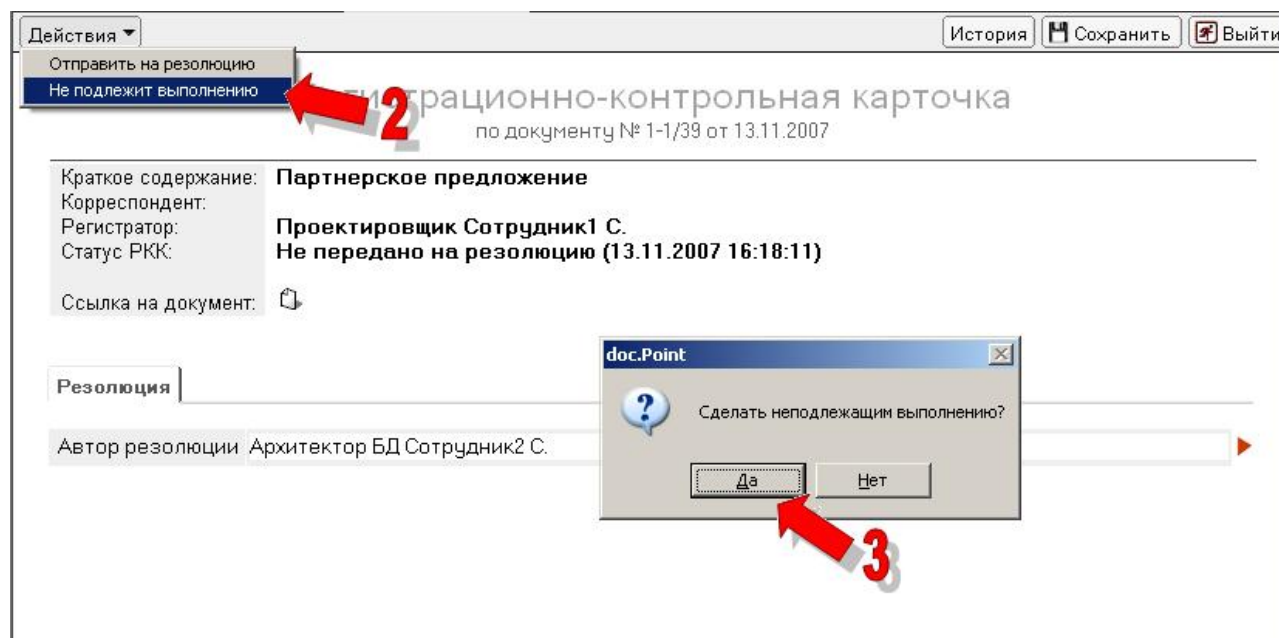 Действия
История
Сохранить
Выйти
Отправить на резолюцию
Не подлежит выполнению
2
гистрационно-контрольная карточка
по документу № 1-1/39 от 13.11.2007
Краткое содержание: Партнерское предложение
Корреспондент:
Регистратор: Проектировщик Сотрудник1 С.
Статус РКК: Не передано на резолюцию (13.11.2007 16:18:11)
Ссылка на документ:
doc.Point
Резолюция
Сделать неподлежащим выполнению?
Автор резолюции Архитектор БД Сотрудник2 С.
Да
Нет
3